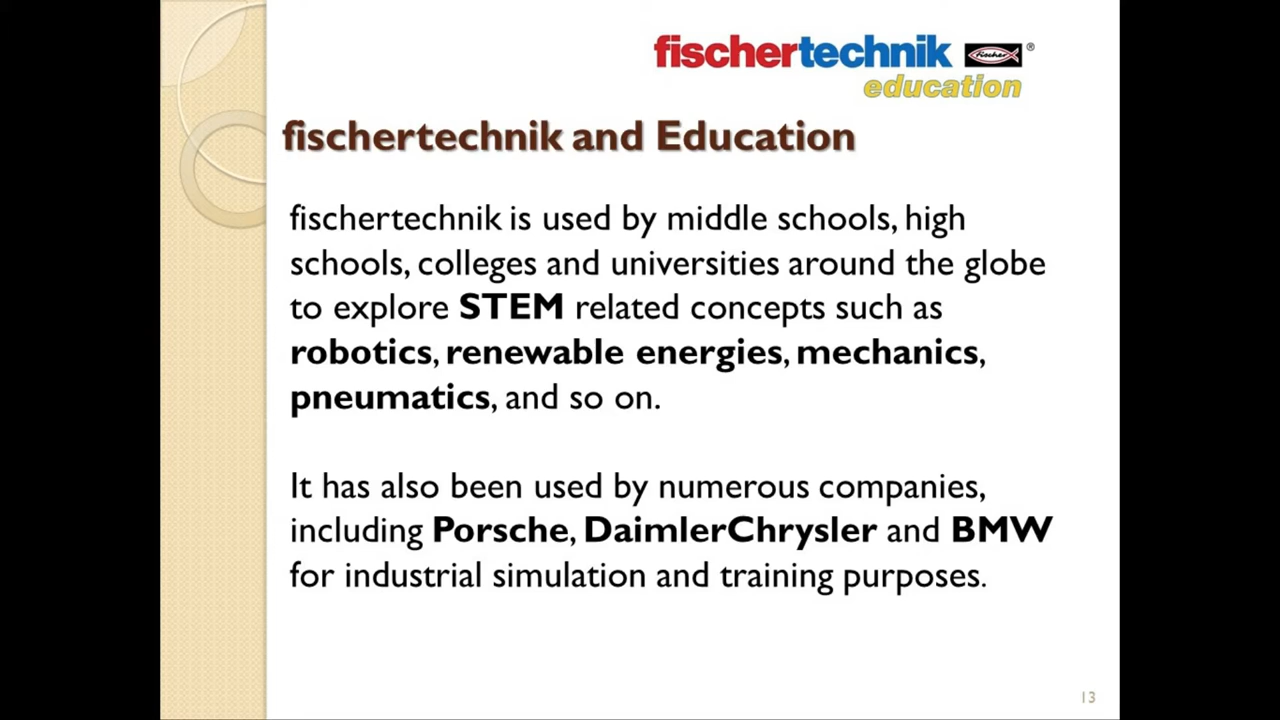 fischertechnik fischer ®
education
fischertechnik and Education
fischertechnik is used by middle schools, high
schools, colleges and universities around the globe
to explore STEM related concepts such as
robotics, renewable energies, mechanics,
pneumatics, and so on.
It has also been used by numerous companies,
including Porsche, DaimlerChrysler and BMW
for industrial simulation and training purposes.
13